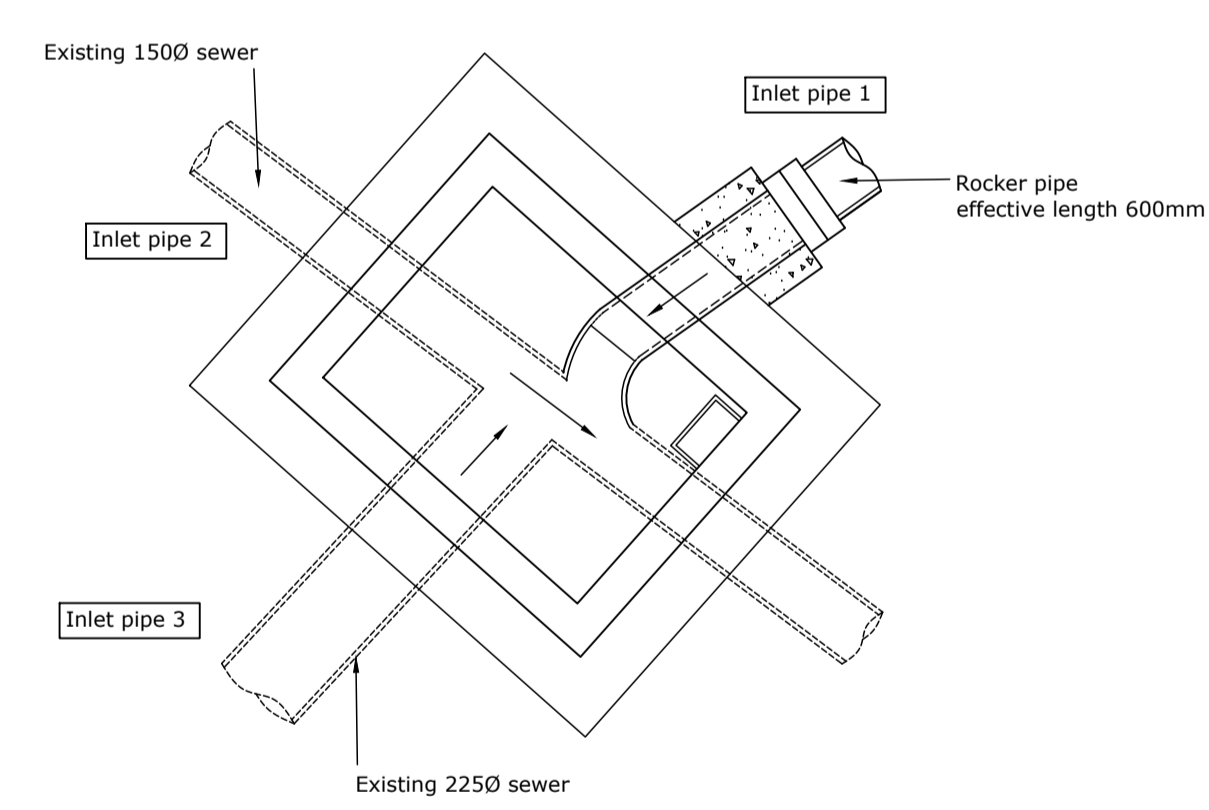 Existing 150Ø sewer
Inlet pipe 1
Rocker pipe
effective length 600mm
Inlet pipe 2
Inlet pipe 3
Existing 225Ø sewer